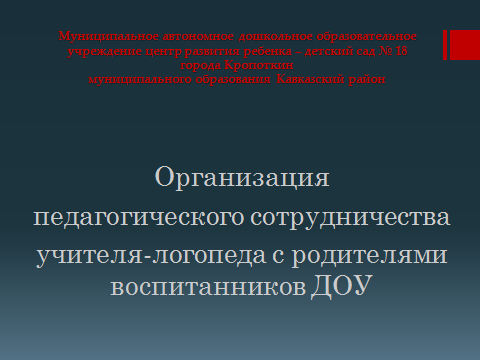 Муниципальное автономное дошкольное образовательное
учреждение центр развития ребенка – детский сад № 18
города Кропоткин
муниципального образования Кавказский район
Организация
педагогического сотрудничества
учителя-логопеда с родителями
воспитанников ДОУ